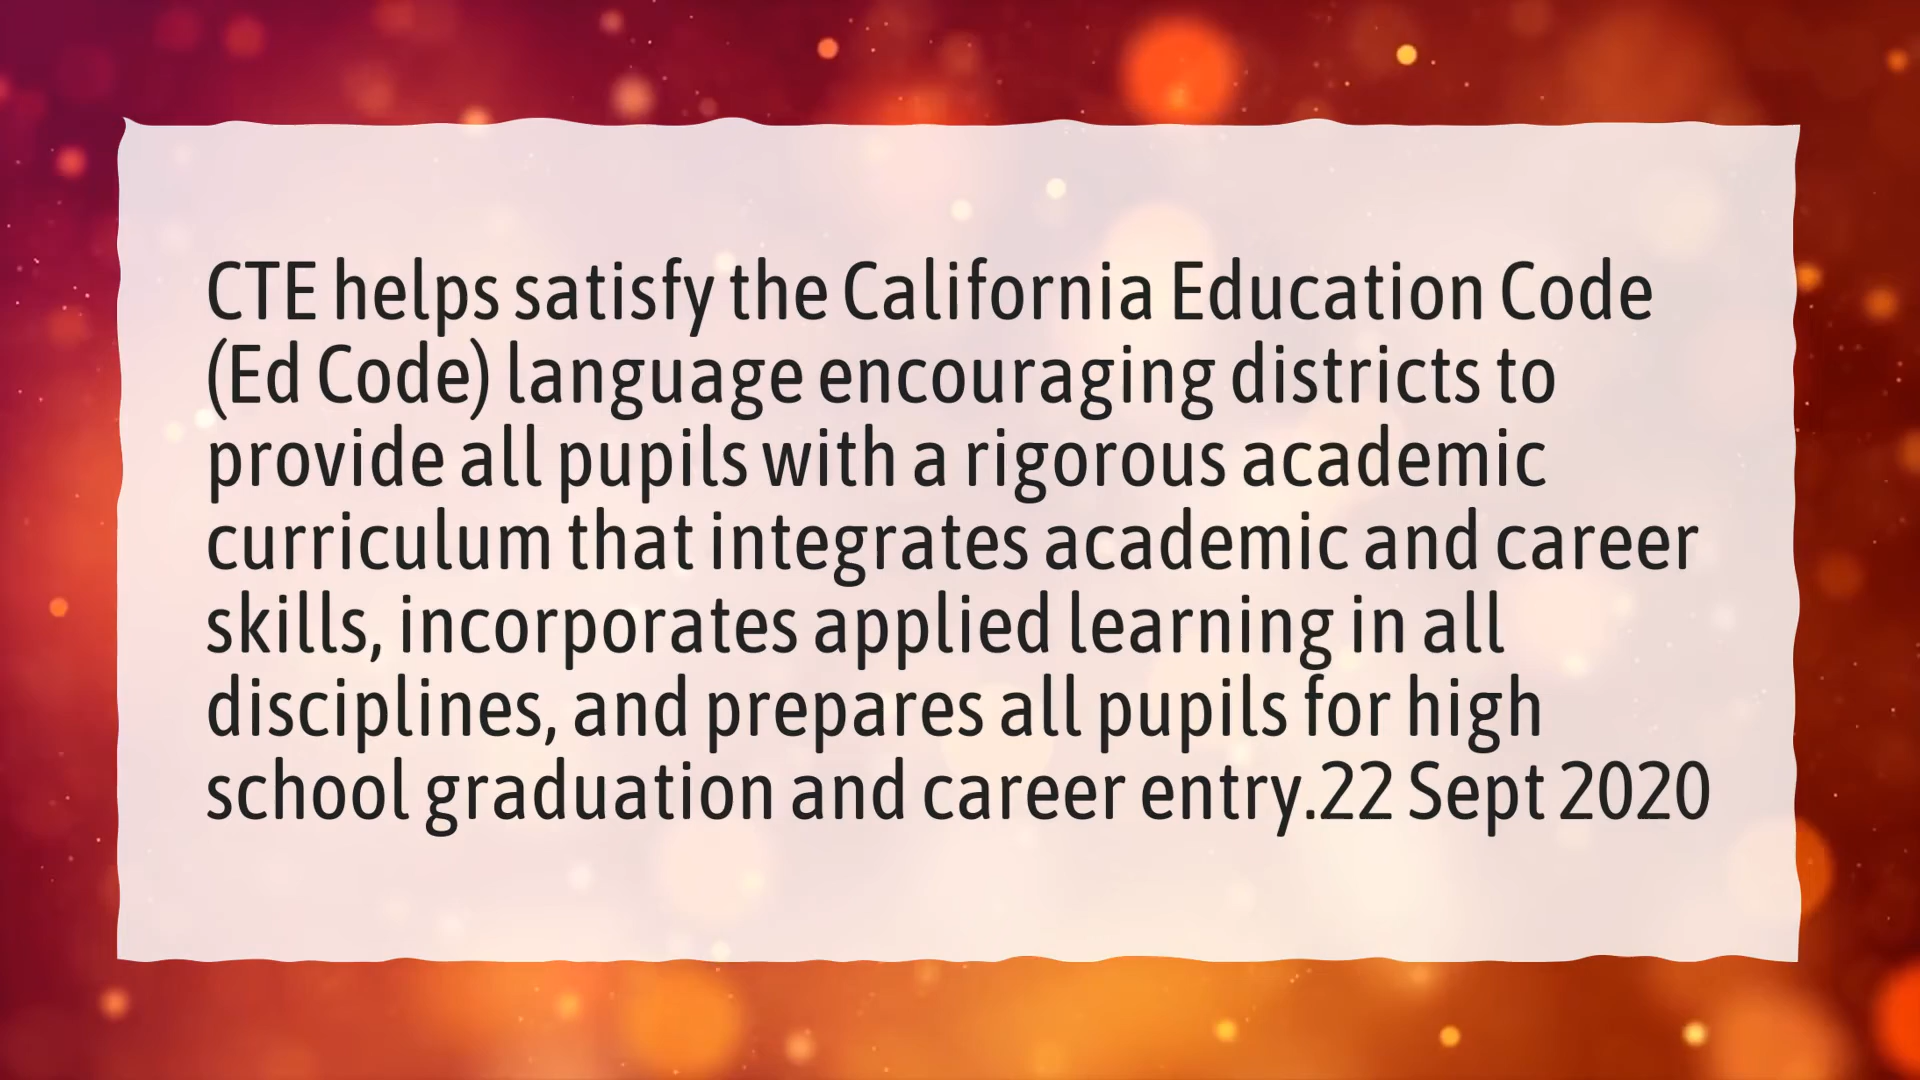 CTE helps satisfy the California Education Code
(Ed Code) language encouraging districts to
provide all pupils with a rigorous academic
curriculum that integrates academic and career
skills, incorporates applied learning in all
disciplines, and prepares all pupils for high
school graduation and career entry.22 Sept 2020